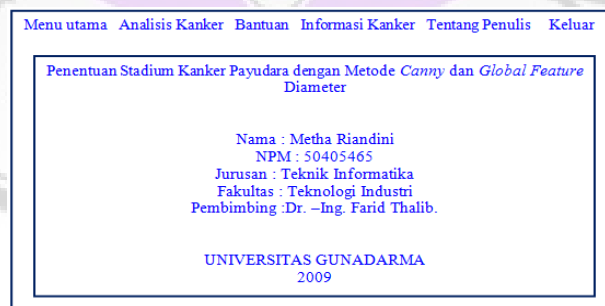 Menu utama Analisis Kanker Bantuan Informasi Kanker Tentang Penulis Keluar
Penentuan Stadium Kanker Payudara dengan Metode Canny dan Global Feature
Diameter
Nama : Metha Riandini
NPM : 50405465
Jurusan : Teknik Informatika
Fakultas : Teknologi Industri
Pembimbing :Dr. –Ing. Farid Thalib.
UNIVERSITAS GUNADARMA
2009